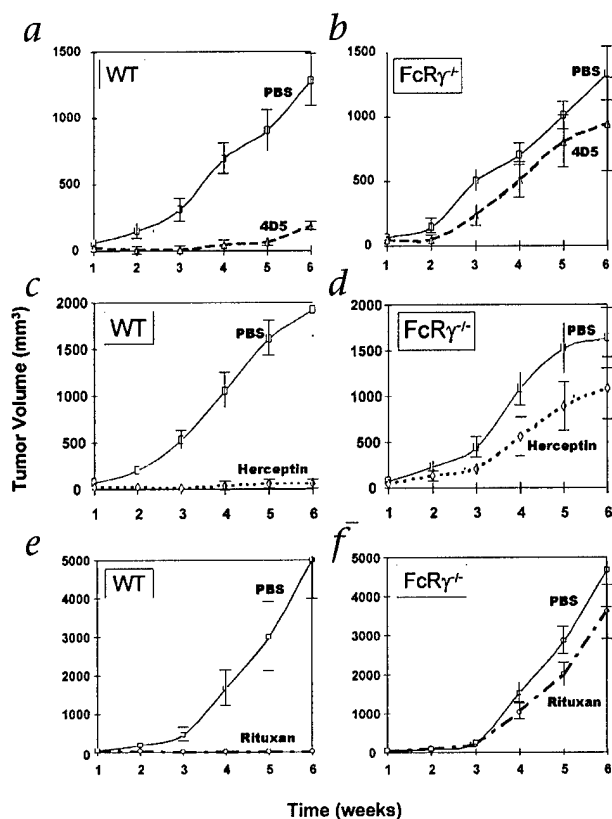 a
b
WT
FcRγ-/-
PBS
PBS
4D5
4D5
1500
1000
500
0
1 2 3 4 5 6
1500
1000
500
0
1 2 3 4 5 6
c
d
WT
FcRγ-/-
PBS
PBS
Herceptin
Herceptin
2000
1500
1000
500
0
1 2 3 4 5 6
2000
1500
1000
500
0
1 2 3 4 5 6
Tumor Volume (mm³)
e
f
WT
FcRγ-/-
PBS
PBS
Rituxan
Rituxan
5000
4000
3000
2000
1000
0
1 2 3 4 5 6
5000
4000
3000
2000
1000
0
1 2 3 4 5 6
Time (weeks)